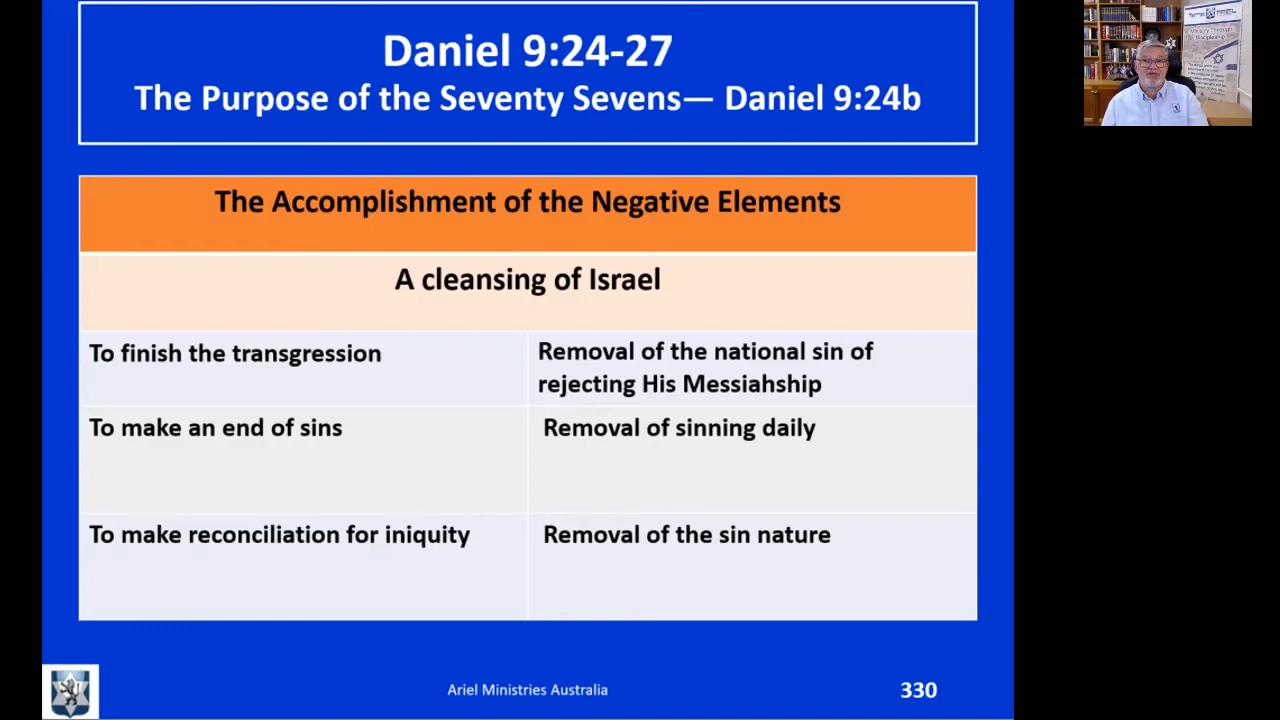 Daniel 9:24-27
The Purpose of the Seventy Sevens— Daniel 9:24b
The Accomplishment of the Negative Elements
A cleansing of Israel
To finish the transgression
Removal of the national sin of
rejecting His Messiahship
To make an end of sins
Removal of sinning daily
To make reconciliation for iniquity
Removal of the sin nature
Ariel Ministries Australia
330
Ministry Through
Discipleship